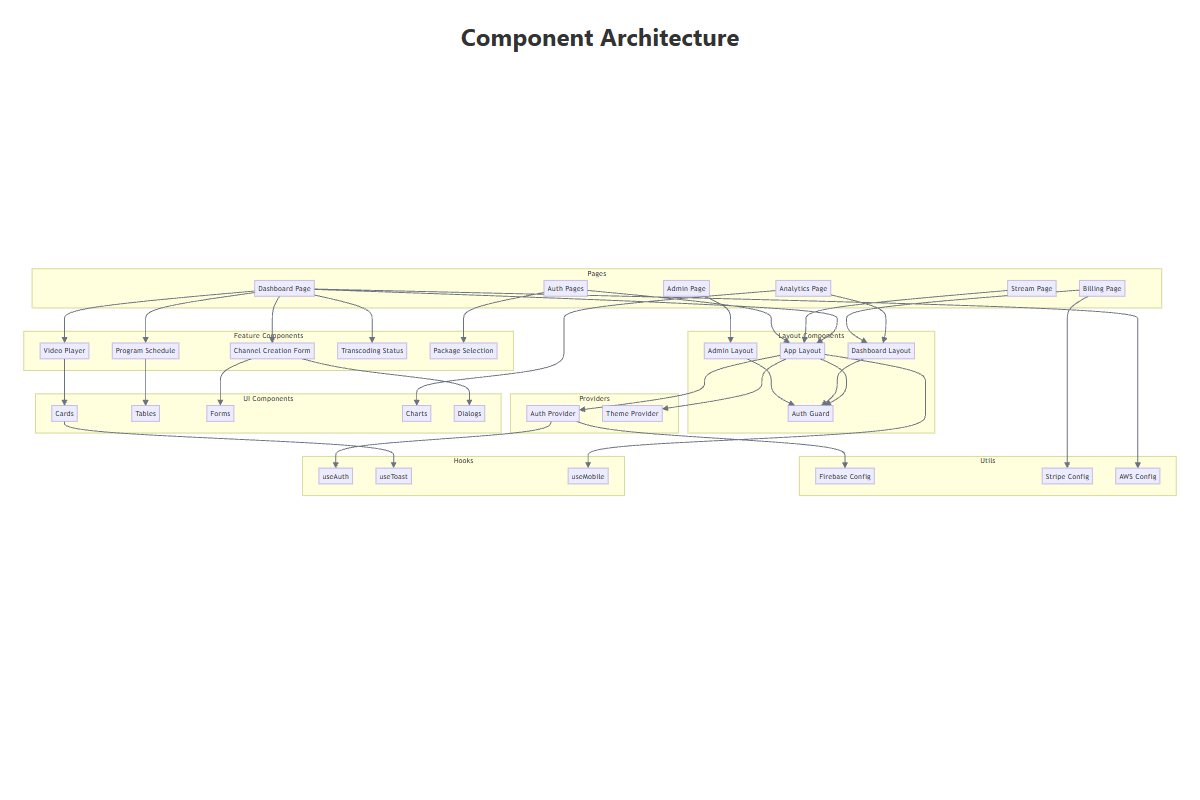 Component Architecture
Pages
Dashboard Page
Auth Pages
Admin Page
Analytics Page
Stream Page
Billing Page
Feature Components
Video Player
Program Schedule
Channel Creation Form
Transcoding Status
Package Selection
Layout Components
Admin Layout
App Layout
Dashboard Layout
Auth Guard
UI Components
Cards
Tables
Forms
Charts
Dialogs
Providers
Auth Provider
Theme Provider
Hooks
useAuth
useToast
useMobile
Utils
Firebase Config
Stripe Config
AWS Config